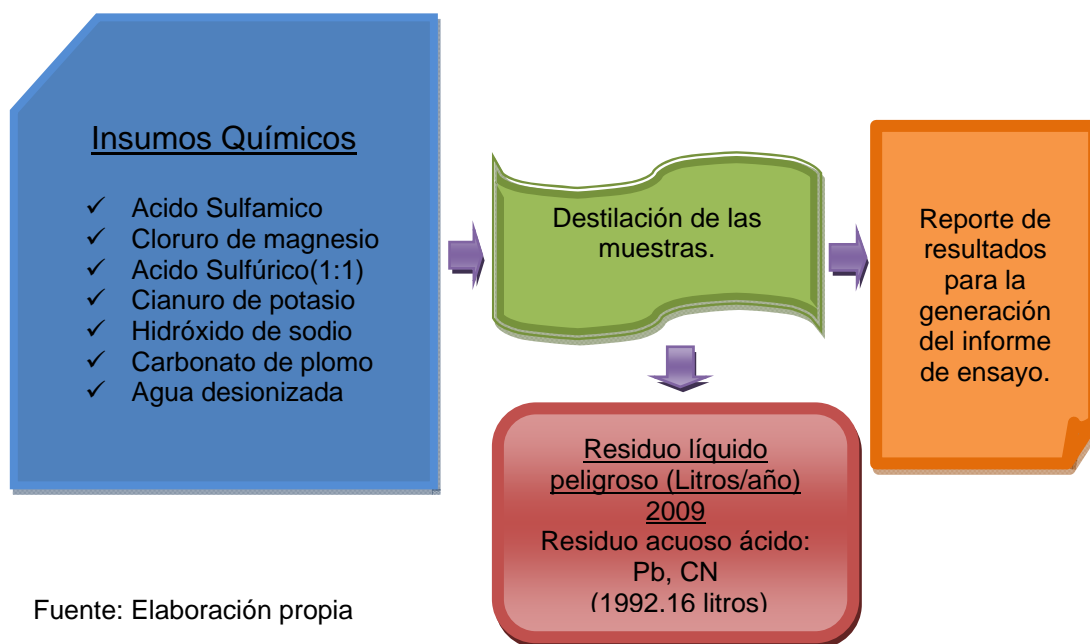 Insumos Químicos
✓ Acido Sulfamico
✓ Cloruro de magnesio
✓ Acido Sulfúrico(1:1)
✓ Cianuro de potasio
✓ Hidróxido de sodio
✓ Carbonato de plomo
✓ Agua desionizada
Destilación de las
muestras.
Reporte de
resultados
para la
generación
del informe
de ensayo.
Residuo líquido
peligroso (Litros/año)
2009
Residuo acuoso ácido:
Pb, CN
(1992.16 litros)
Fuente: Elaboración propia